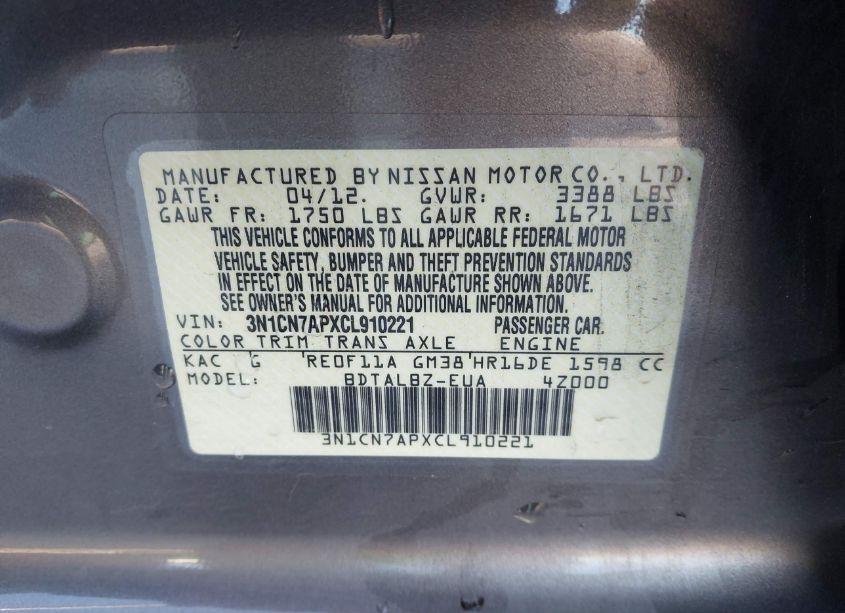 MANUFACTURED BY NISSAN MOTOR CO., LTD.
DATE: 04/12. GVWR: 3388 LBS
GAWR FR: 1750 LBS GAWR RR: 1671 LBS
THIS VEHICLE CONFORMS TO ALL APPLICABLE FEDERAL MOTOR
VEHICLE SAFETY, BUMPER AND THEFT PREVENTION STANDARDS
IN EFFECT ON THE DATE OF MANUFACTURE SHOWN ABOVE.
SEE OWNER'S MANUAL FOR ADDITIONAL INFORMATION.
VIN: 3N1CN7APXCL910221 PASSENGER CAR.
COLOR TRIM TRANS AXLE ENGINE
KAC G RE0F11A GM38 HR16DE 1598 CC
MODEL: BDTALBZ-EUA 4Z000
3N1CN7APXCL910221